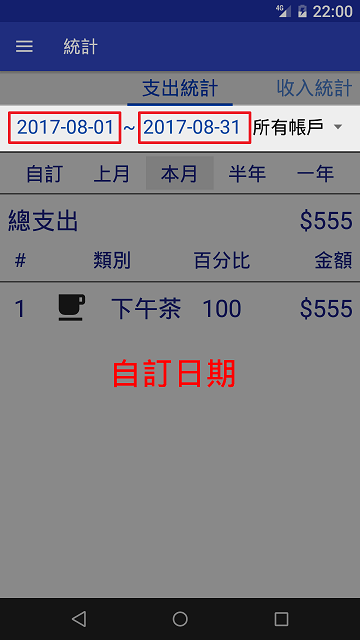 4G 22:00
統計
支出統計 收入統計
2017-08-01 ~ 2017-08-31 所有帳戶
自訂 上月 本月 半年 一年
總支出 $555
# 類別 百分比 金額
1 下午茶 100 $555
自訂日期